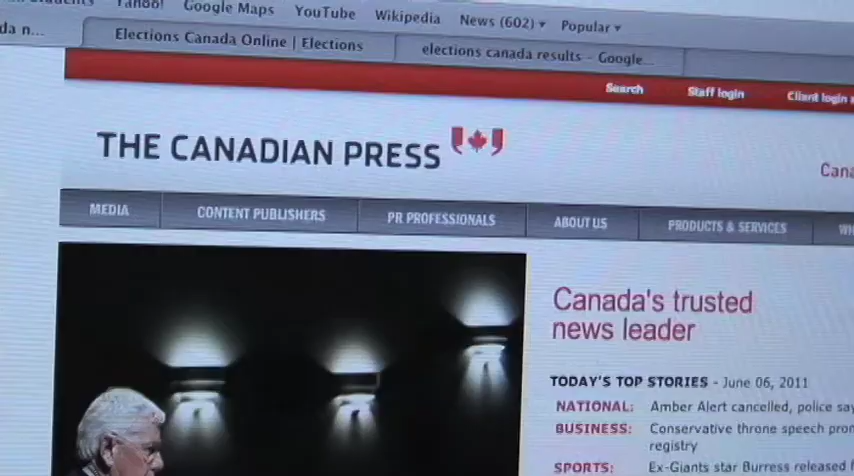 Yahoo! Google Maps YouTube Wikipedia News (602) ▾ Popular ▾
Elections Canada Online | Elections
elections canada results – Google...
Search Staff login Client login
THE CANADIAN PRESS
MEDIA CONTENT PUBLISHERS PR PROFESSIONALS ABOUT US PRODUCTS & SERVICES
Canada's trusted
news leader
TODAY'S TOP STORIES - June 06, 2011
NATIONAL: Amber Alert cancelled, police say
BUSINESS: Conservative throne speech
registry
SPORTS: Ex-Giants star Burress released